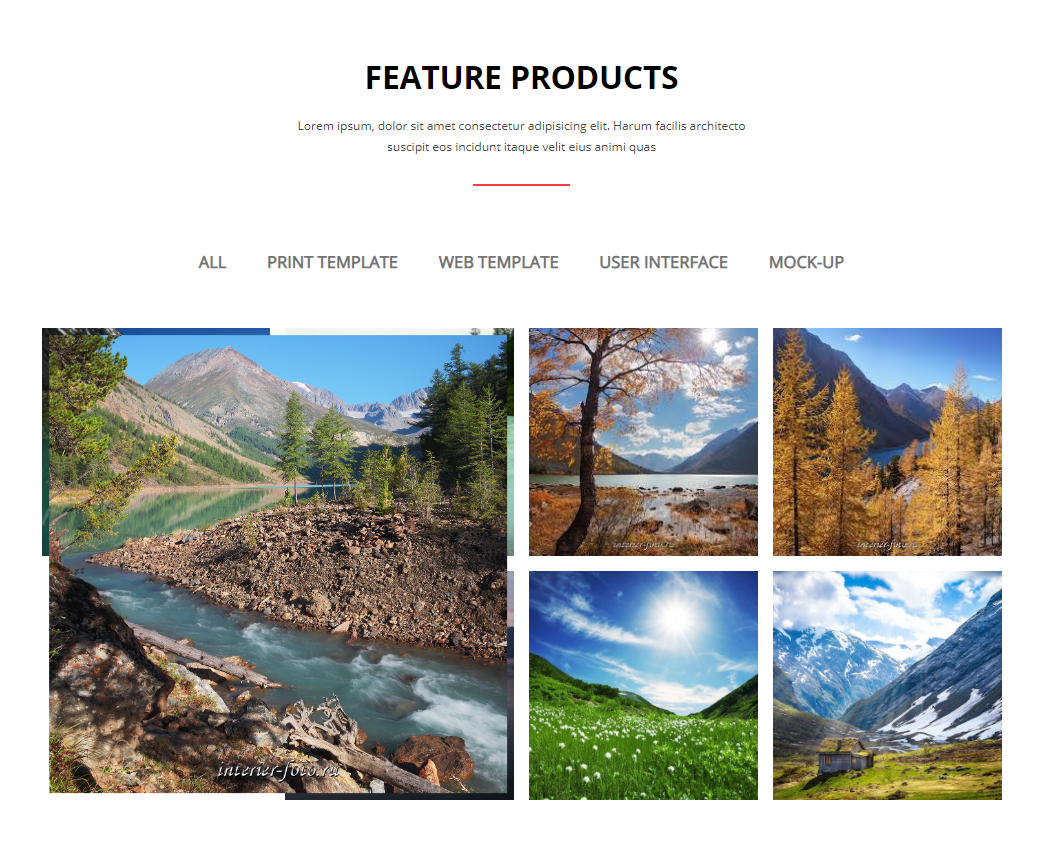 FEATURE PRODUCTS
Lorem ipsum, dolor sit amet consectetur adipisicing elit. Harum facilis architecto
suscipit eos incidunt itaque velit eius animi quas
ALL PRINT TEMPLATE WEB TEMPLATE USER INTERFACE MOCK-UP
interier-foto.ru
interier-foto.ru
interier-foto.ru